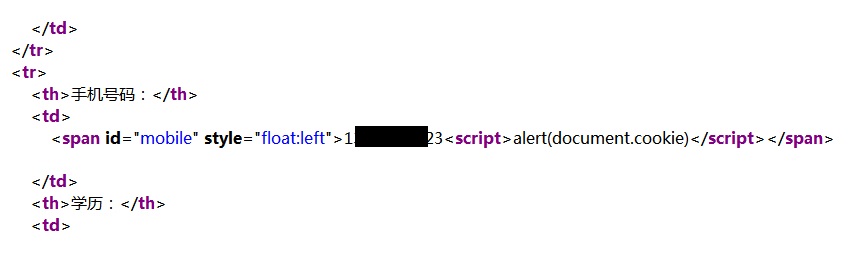 </td>
</tr>
<tr>
<th>手机号码：</th>
<td>
<span id="mobile" style="float:left">1 23<script>alert(document.cookie)</script></span>
</td>
<th>学历：</th>
<td>